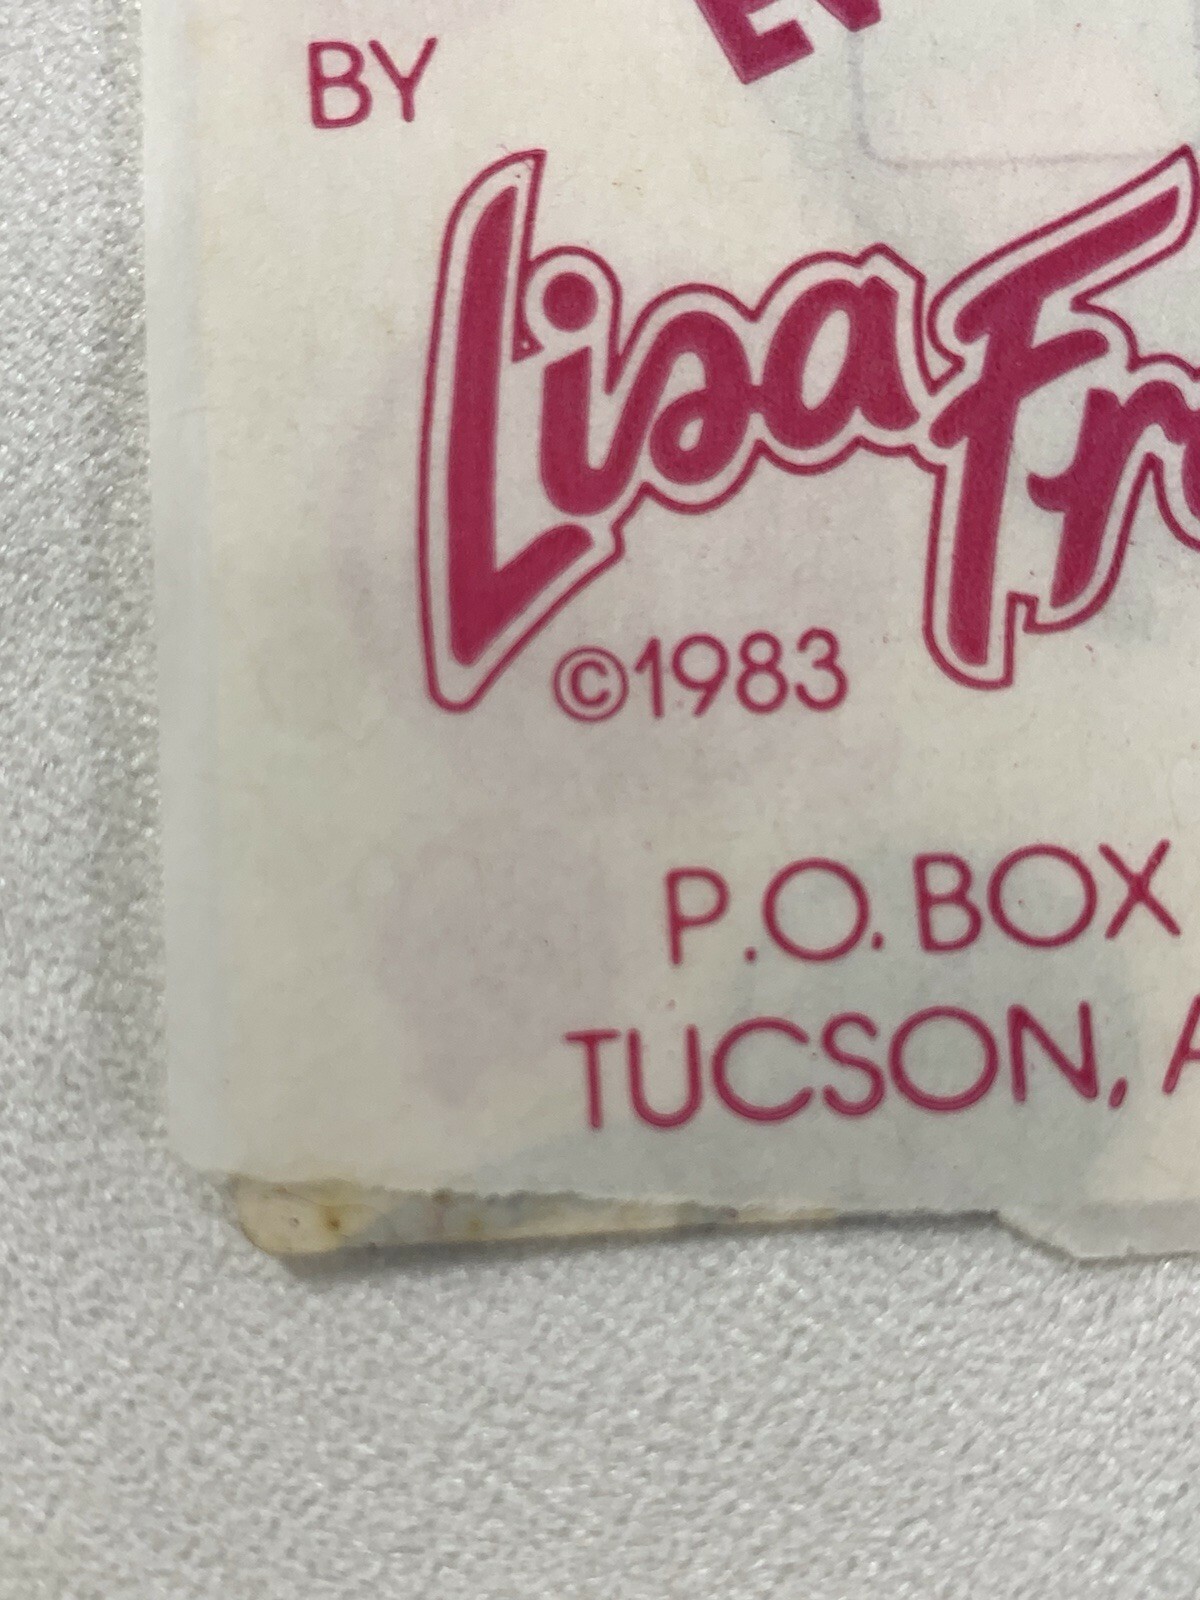 BY
Lisa Fr
©1983
P.O. BOX
TUCSON, A